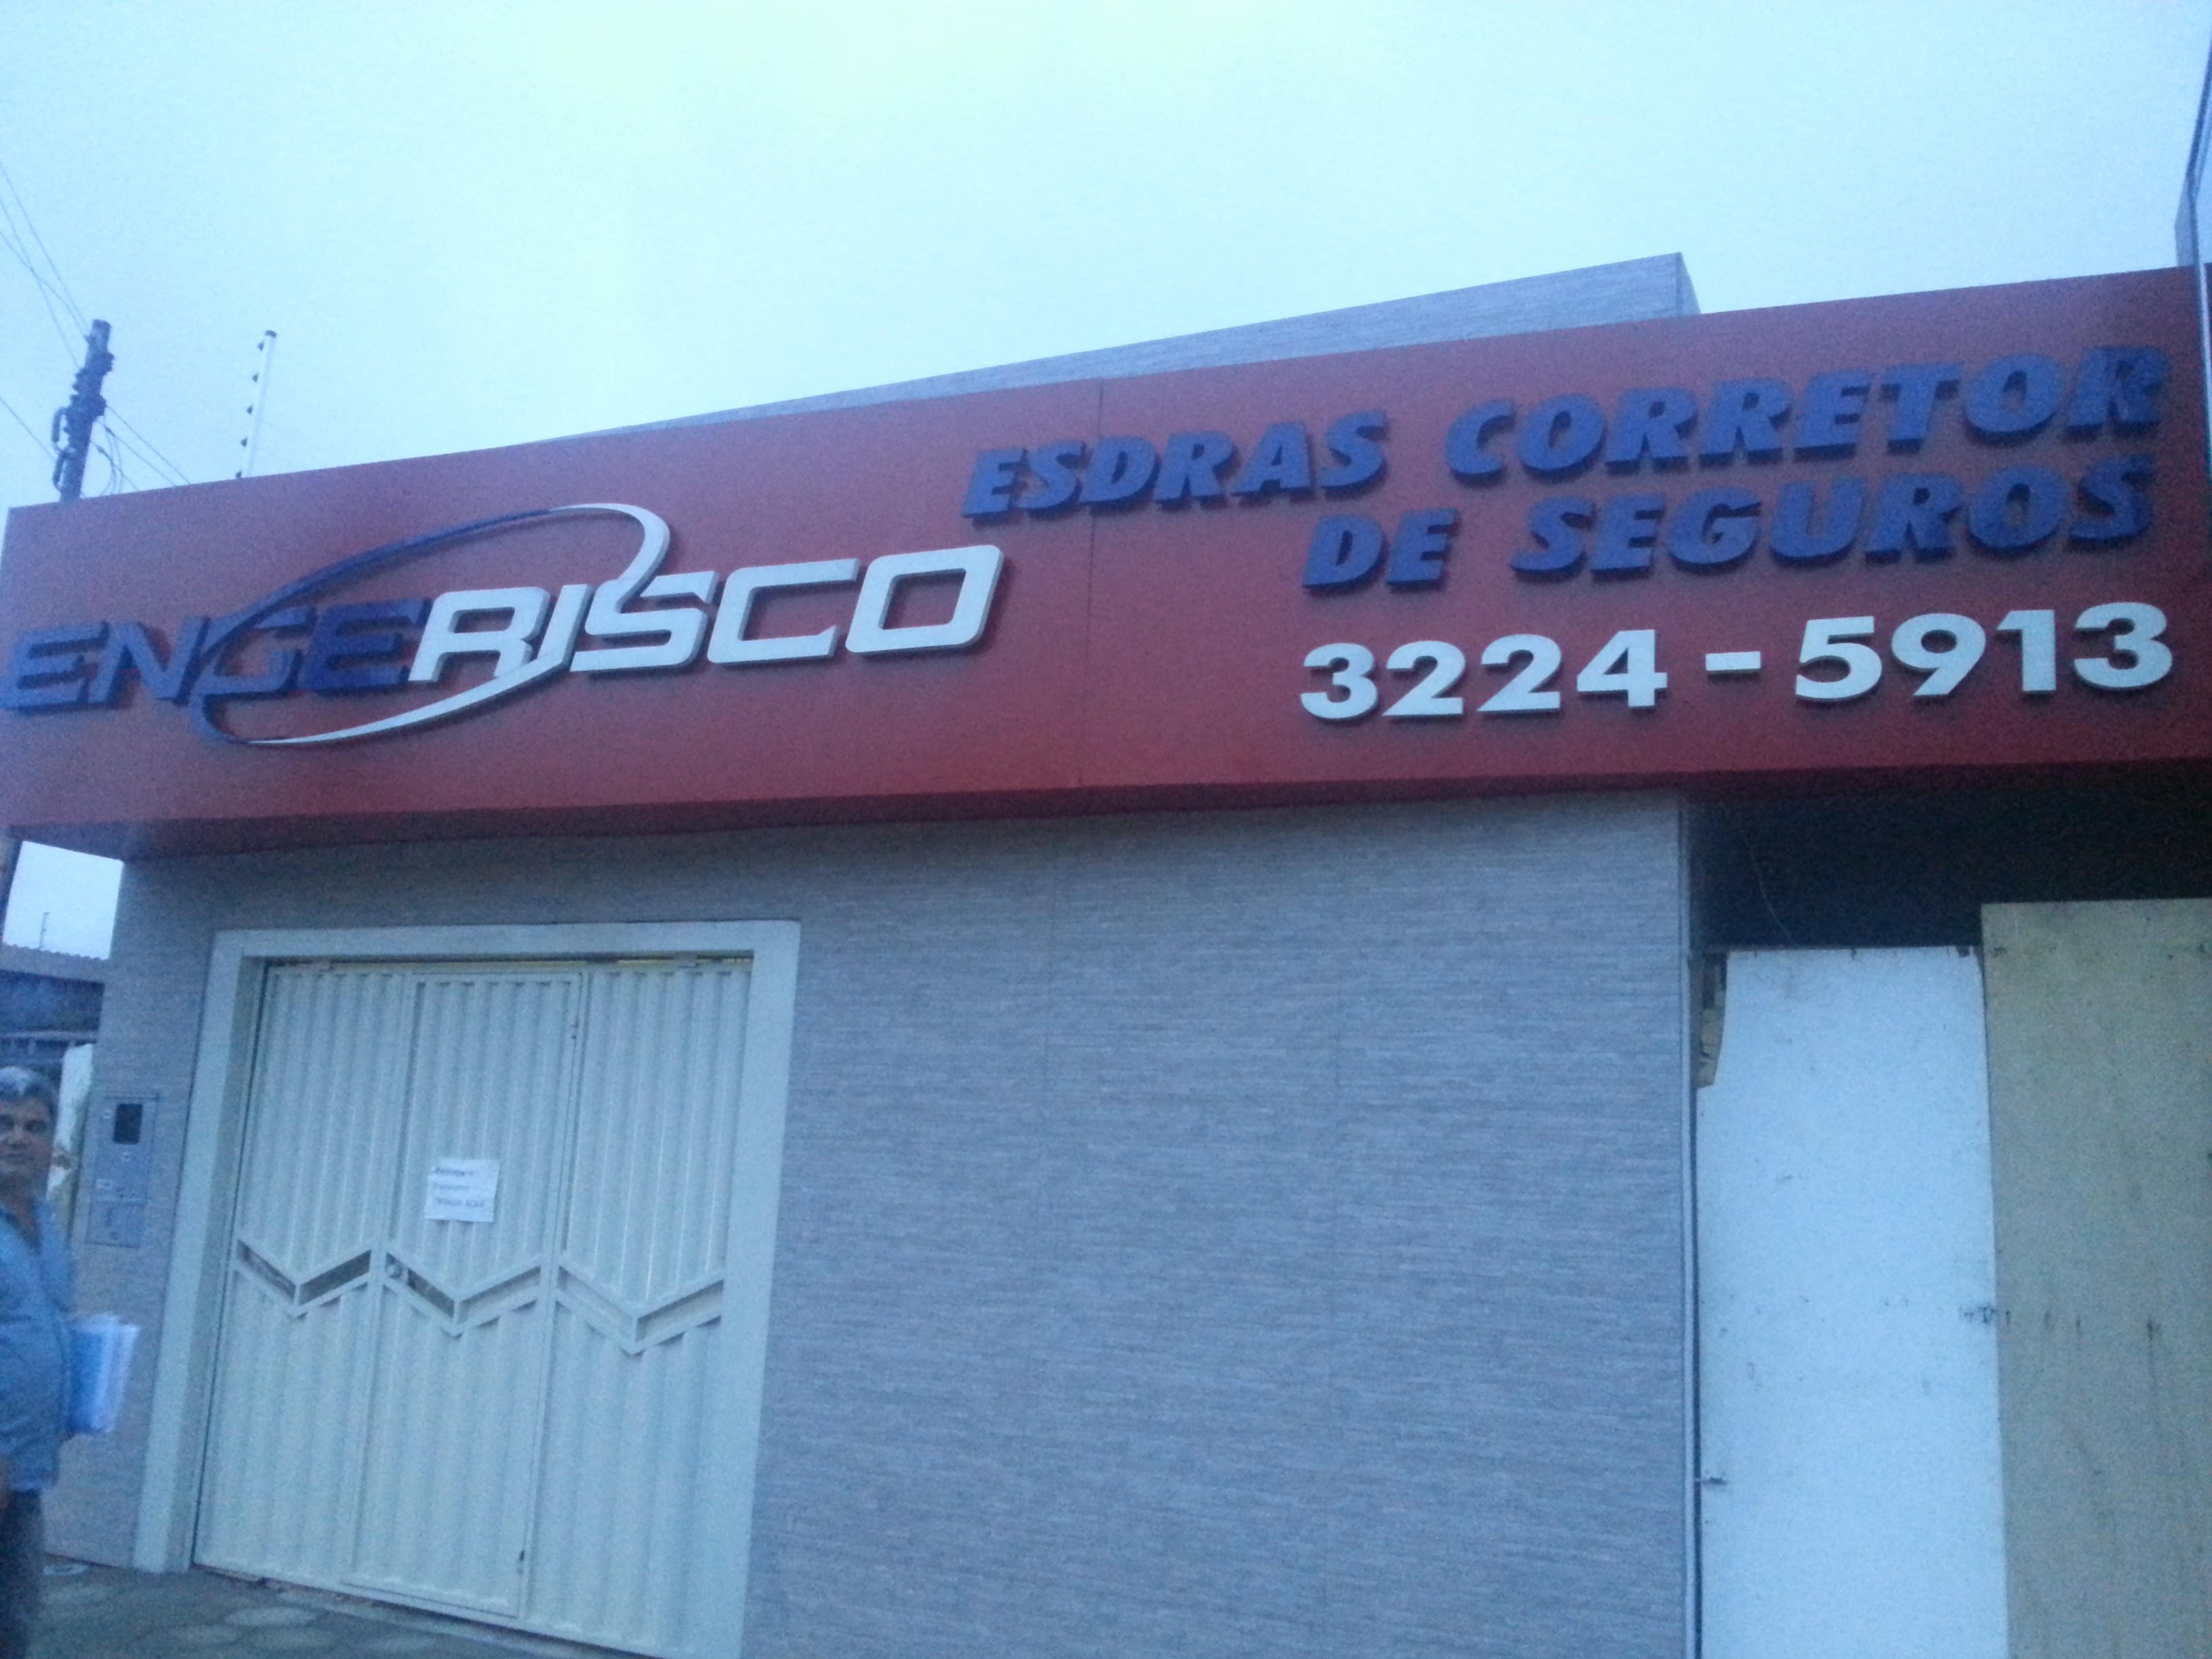 ENGERISCO
ESDRAS CORRETOR
DE SEGUROS
3224-5913